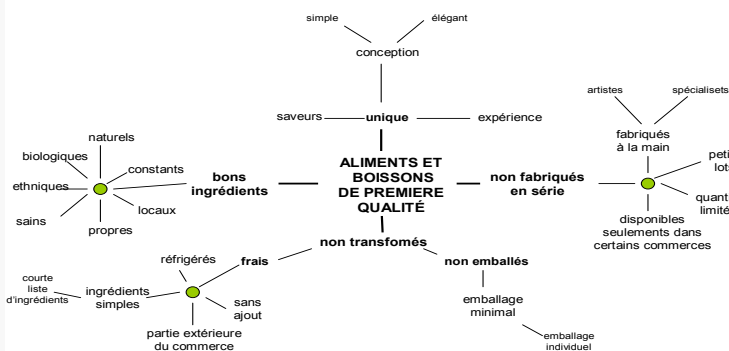 simple
élégant
conception
saveurs
unique
expérience
artistes
spécialisets
fabriqués
à la main
naturels
biologiques
constants
ethniques
locaux
sains
propres
bons
ingrédients
ALIMENTS ET
BOISSONS
DE PREMIERE
QUALITÉ
non fabriqués
en série
disponibles
seulements dans
certains commerces
non transfomés
réfrigérés
frais
non emballés
courte
liste
d'ingrédients
ingrédients
simples
sans
ajout
partie extérieure
du commerce
emballage
minimal
emballage
individuel